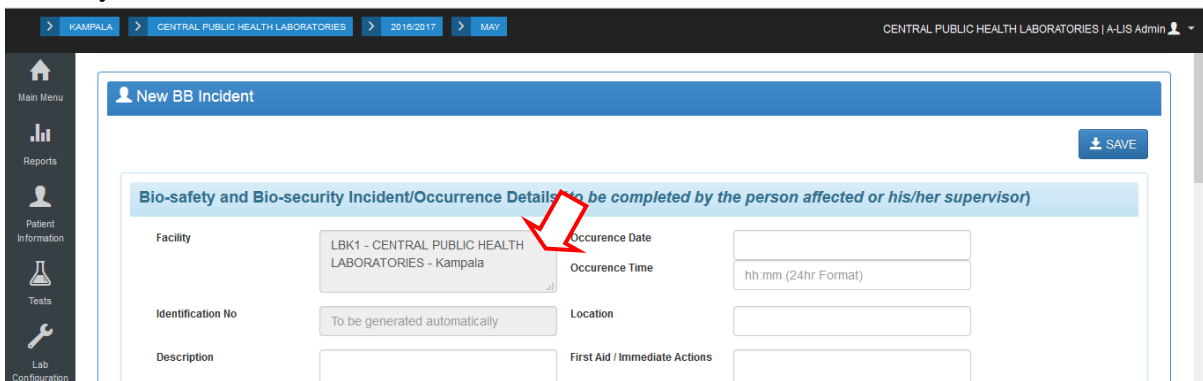 KAMPALA CENTRAL PUBLIC HEALTH LABORATORIES 2016/2017 MAY
CENTRAL PUBLIC HEALTH LABORATORIES | A-LIS Admin
Main Menu
Reports
Patient
Information
Tests
Lab
Configuration
New BB Incident
SAVE
Bio-safety and Bio-security Incident/Occurrence Details to be completed by the person affected or his/her supervisor)
Facility
LBK1 - CENTRAL PUBLIC HEALTH
LABORATORIES - Kampala
Occurence Date
Occurence Time
hh:mm (24hr Format)
Identification No
To be generated automatically
Location
Description
First Aid / Immediate Actions